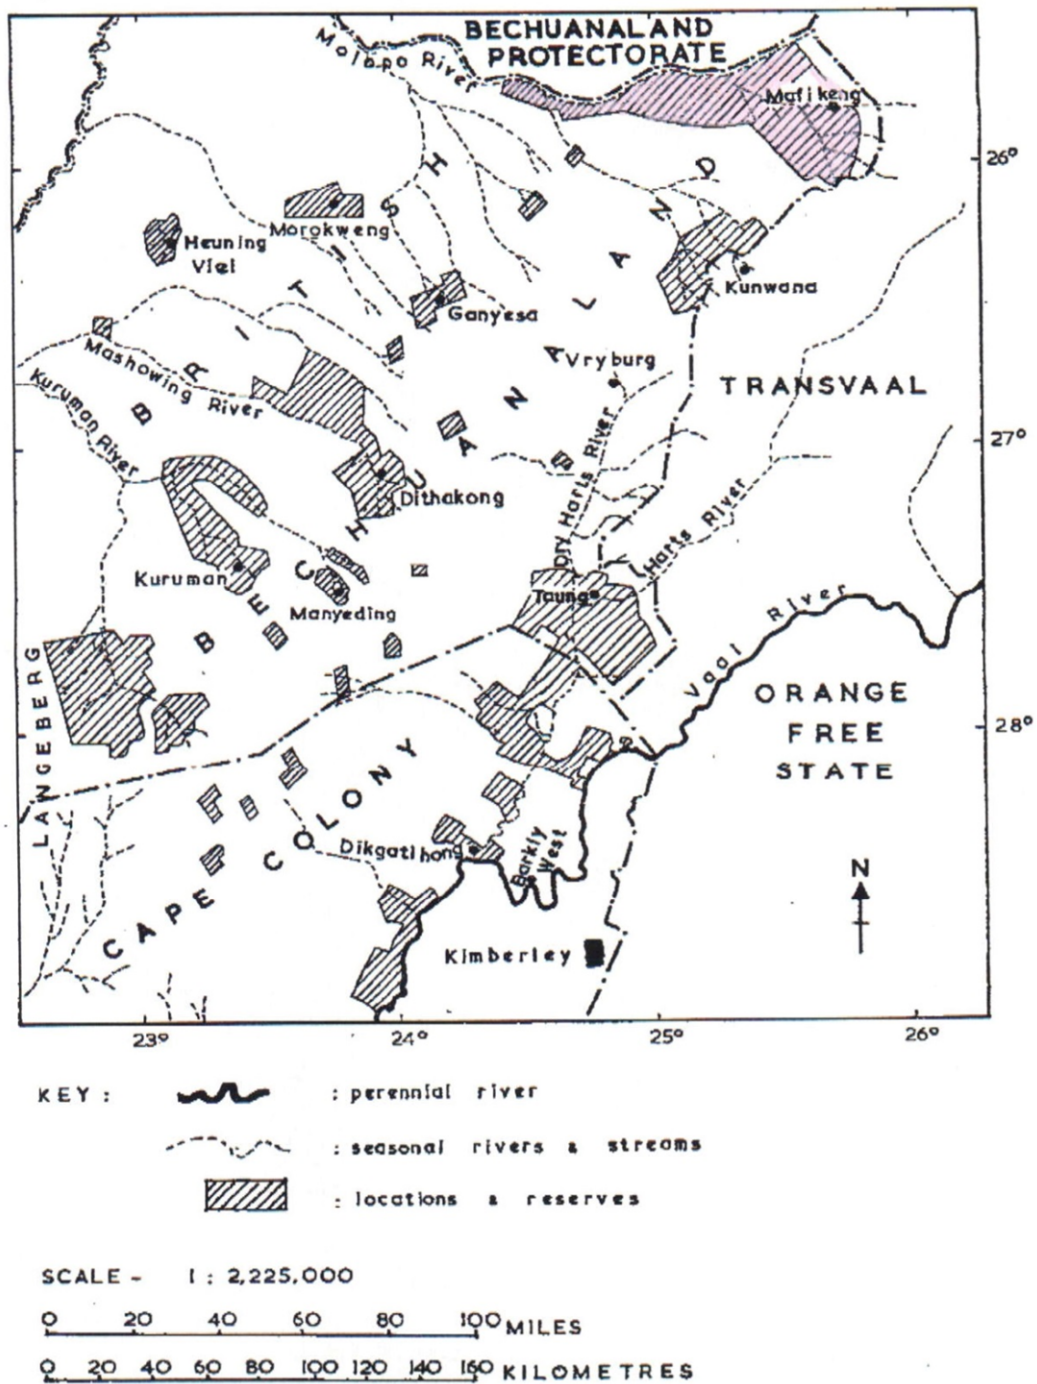 BECHUANALAND
PROTECTORATE
Molopo River
Mafikeng
26°
BRITISH
BECHUANALAND
Morokweng
Heuning
Vlei
Ganyesa
Kunwana
Mashowing River
Kuruman River
Vryburg
TRANSVAAL
27°
Dithakong
Dry Harts River
Harts River
Kuruman
Manyeding
Taung
Vaal River
LANGEBERG
ORANGE
FREE
STATE
28°
CAPE COLONY
Dikgatlhong
Barkly
West
N
Kimberley
23° 24° 25° 26°
KEY : : perennial river
: seasonal rivers & streams
: locations & reserves
SCALE - 1 : 2,225,000
0 20 40 60 80 100 MILES
0 20 40 60 80 100 120 140 160 KILOMETRES